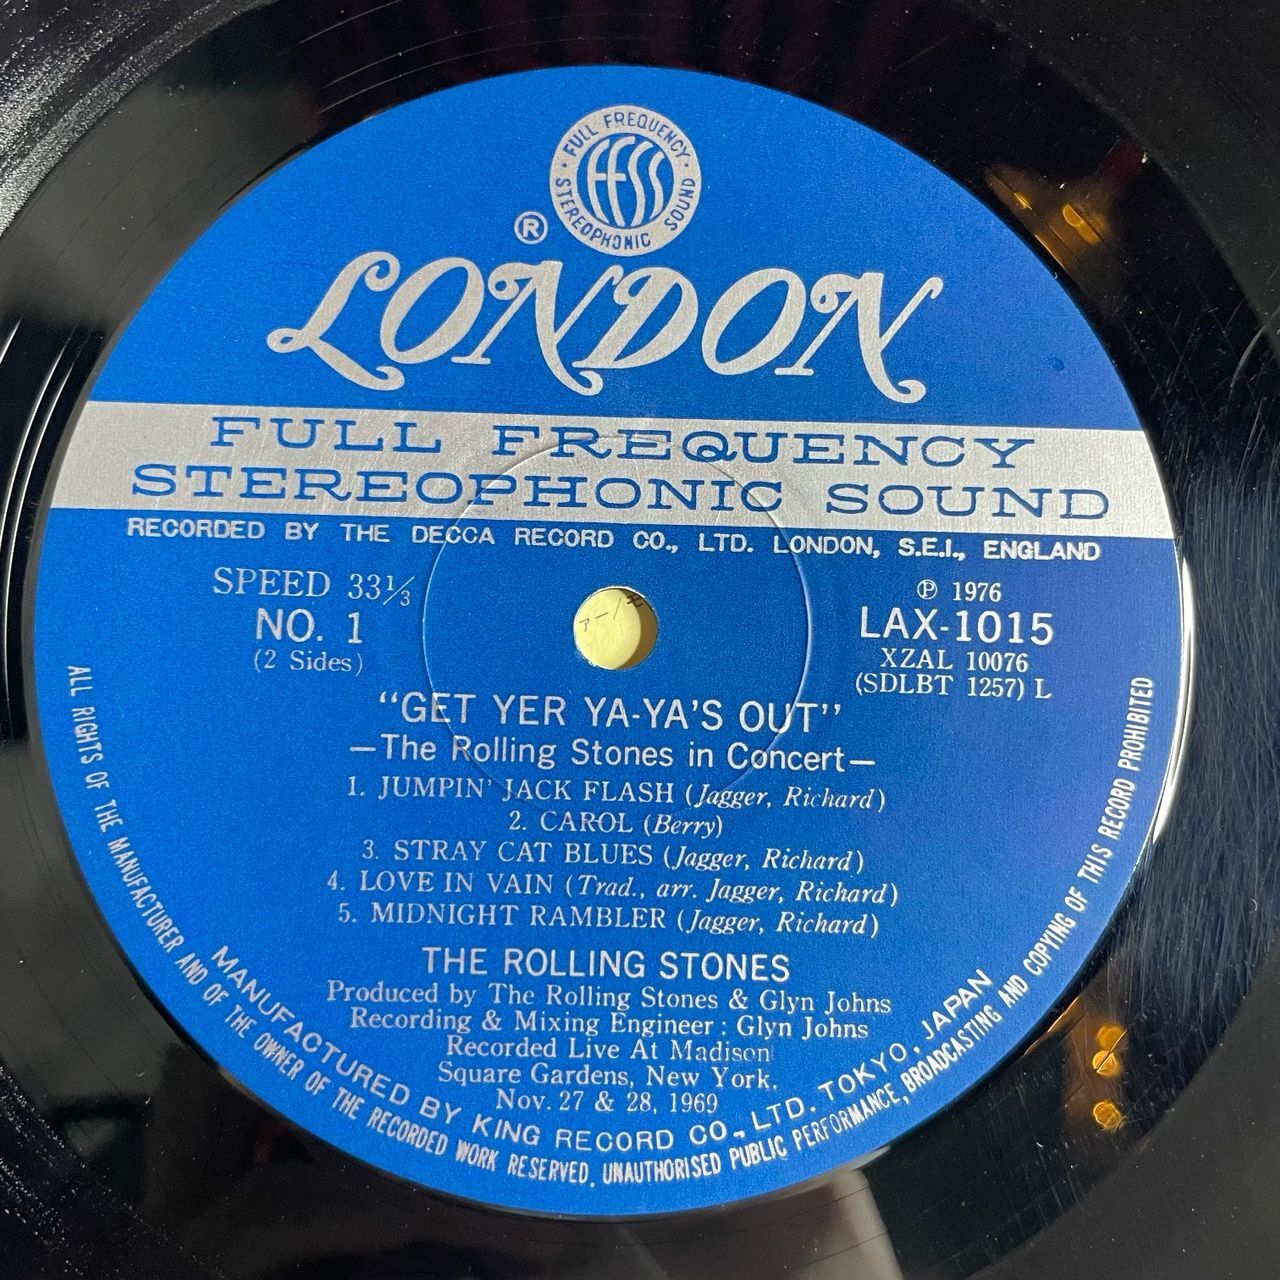 · FULL FREQUENCY · STEREOPHONIC SOUND
FFSS
®
LONDON
FULL FREQUENCY
STEREOPHONIC SOUND
RECORDED BY THE DECCA RECORD CO., LTD. LONDON, S.E.I., ENGLAND
SPEED 33⅓
NO. 1
(2 Sides)
℗ 1976
LAX-1015
XZAL 10076
(SDLBT 1257) L
"GET YER YA-YA'S OUT"
—The Rolling Stones in Concert—
1. JUMPIN' JACK FLASH (Jagger, Richard)
2. CAROL (Berry)
3. STRAY CAT BLUES (Jagger, Richard)
4. LOVE IN VAIN (Trad., arr. Jagger, Richard)
5. MIDNIGHT RAMBLER (Jagger, Richard)
THE ROLLING STONES
Produced by The Rolling Stones & Glyn Johns
Recording & Mixing Engineer : Glyn Johns
Recorded Live At Madison
Square Gardens, New York.
Nov. 27 & 28, 1969
MANUFACTURED BY KING RECORD CO., LTD. TOKYO, JAPAN
ALL RIGHTS OF THE MANUFACTURER AND OF THE OWNER OF THE RECORDED WORK RESERVED. UNAUTHORISED PUBLIC PERFORMANCE, BROADCASTING AND COPYING OF THIS RECORD PROHIBITED